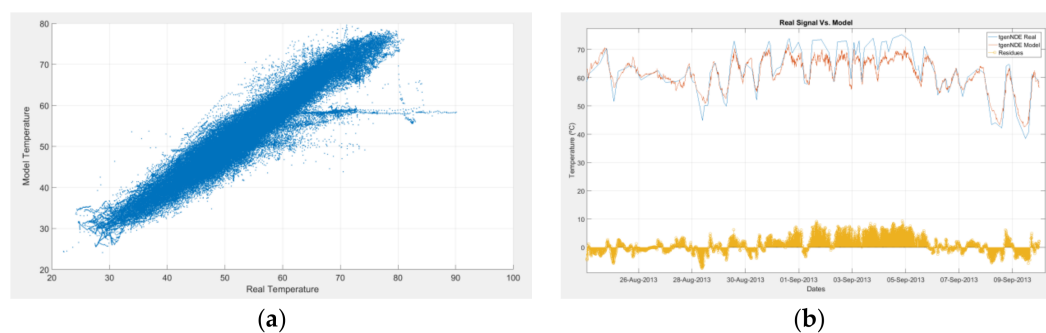 80
70
60
50
40
30
20
20 30 40 50 60 70 80 90 100
Model Temperature
Real Temperature
(a)
Real Signal Vs. Model
tgenNDE Real
tgenNDE Model
Residues
70
60
50
40
30
20
10
0
Temperature (ºC)
26-Aug-2013 28-Aug-2013 30-Aug-2013 01-Sep-2013 03-Sep-2013 05-Sep-2013 07-Sep-2013 09-Sep-2013
Dates
(b)